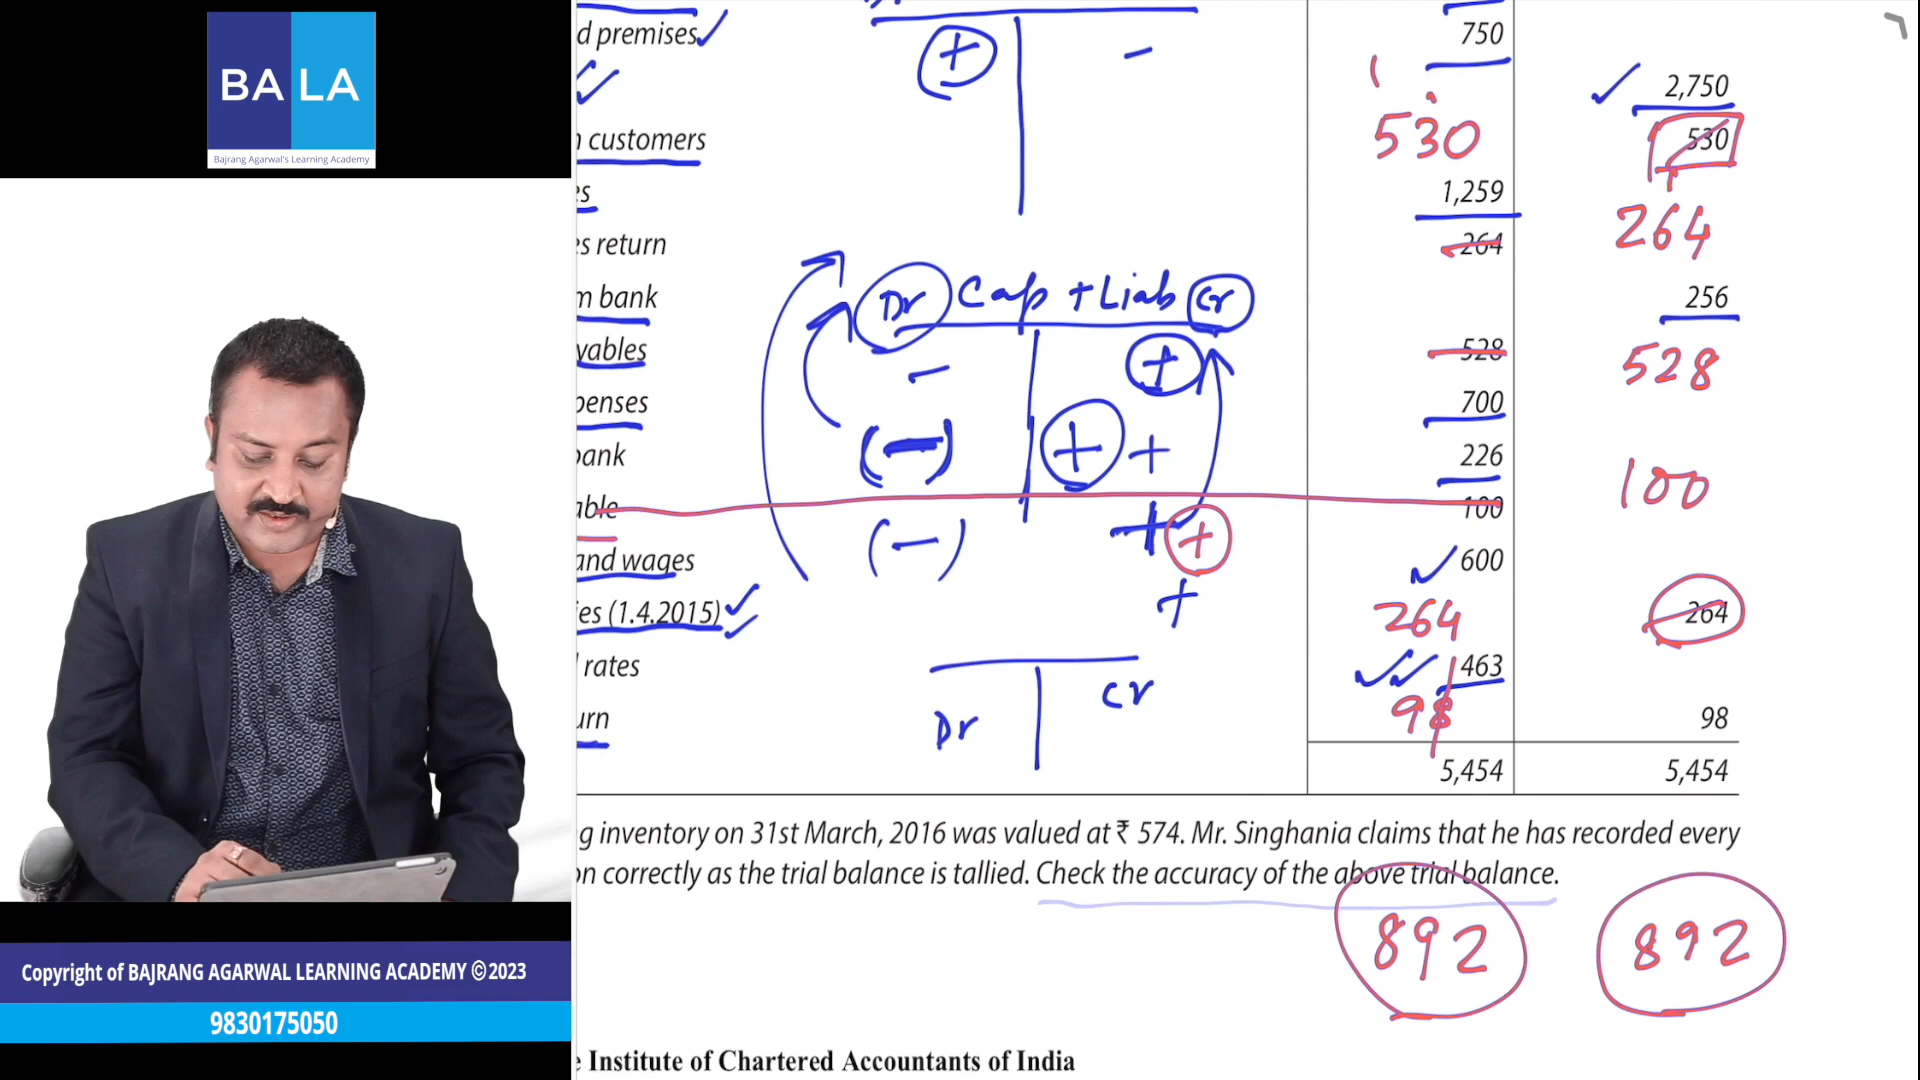 BA LA
Bajrang Agarwal's Learning Academy
d premises 750
2,750
customers 530 530
es 1,259
es return 264 264
m bank 256
vables 528 528
penses 700
bank 226
able 100 100
and wages 600
ies (1.4.2015) 264 264
rates 463
urn 98 98
5,454 5,454
+ -
Dr Cap + Liab Cr
- +
(-) + +
(-) + +
+
Dr Cr
g inventory on 31st March, 2016 was valued at ₹ 574. Mr. Singhania claims that he has recorded every
on correctly as the trial balance is tallied. Check the accuracy of the above trial balance.
892 892
Copyright of BAJRANG AGARWAL LEARNING ACADEMY ©2023
9830175050
Institute of Chartered Accountants of India